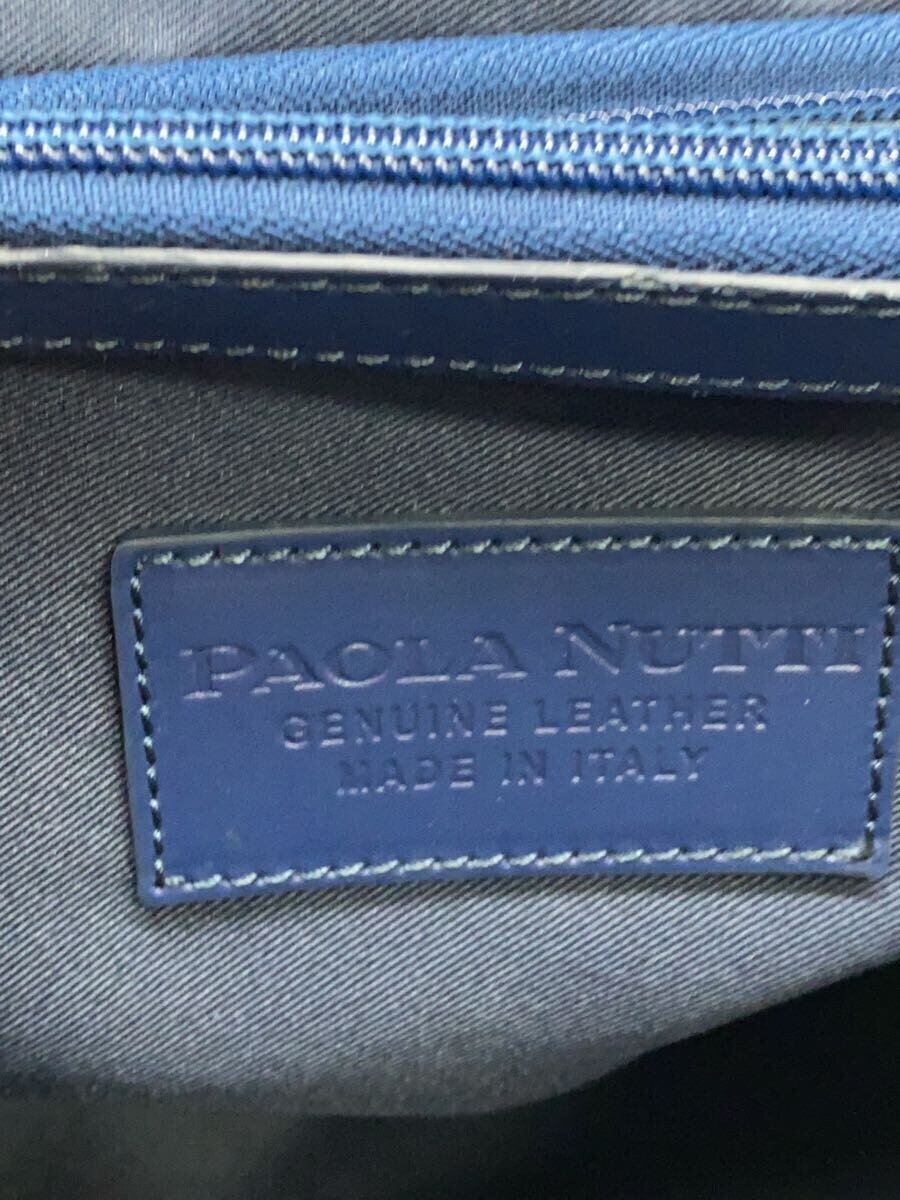 PAOLA NUTTI
GENUINE LEATHER
MADE IN ITALY